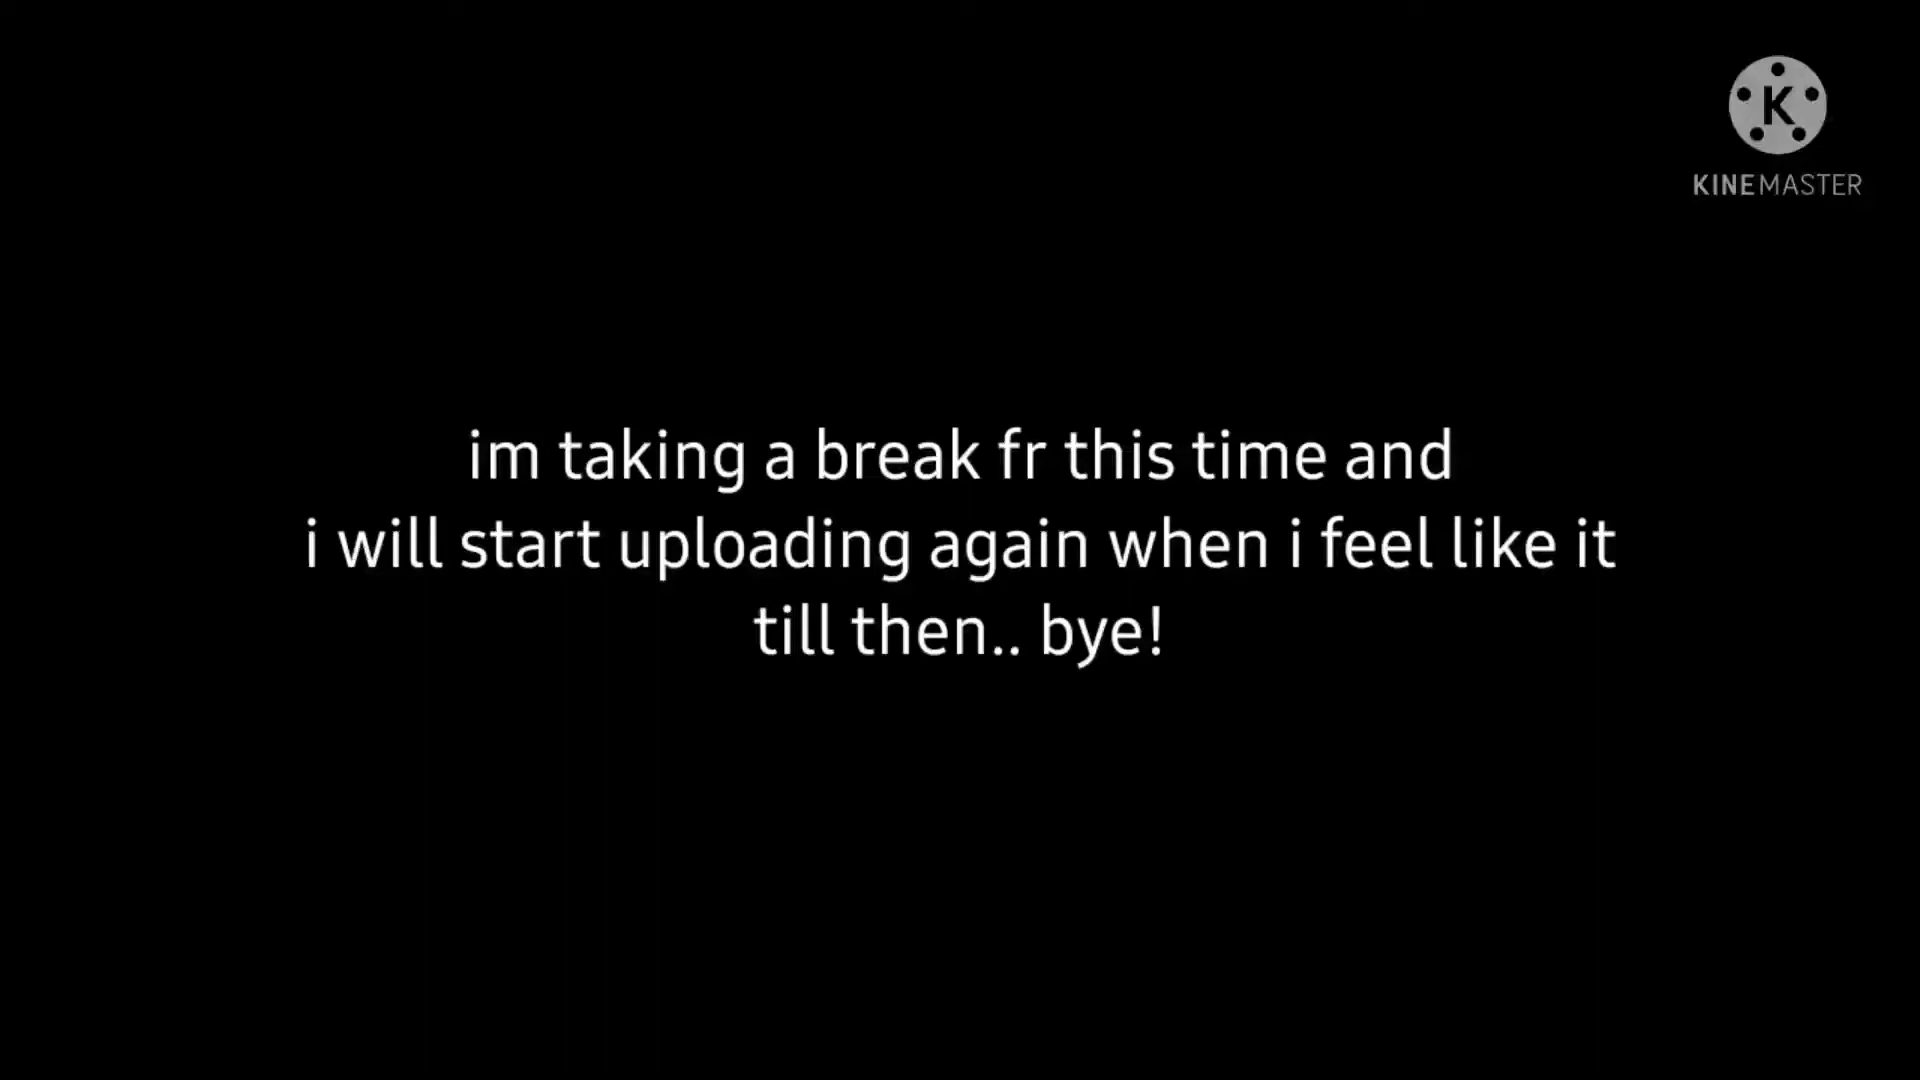 K
KINEMASTER
im taking a break fr this time and
i will start uploading again when i feel like it
till then.. bye!